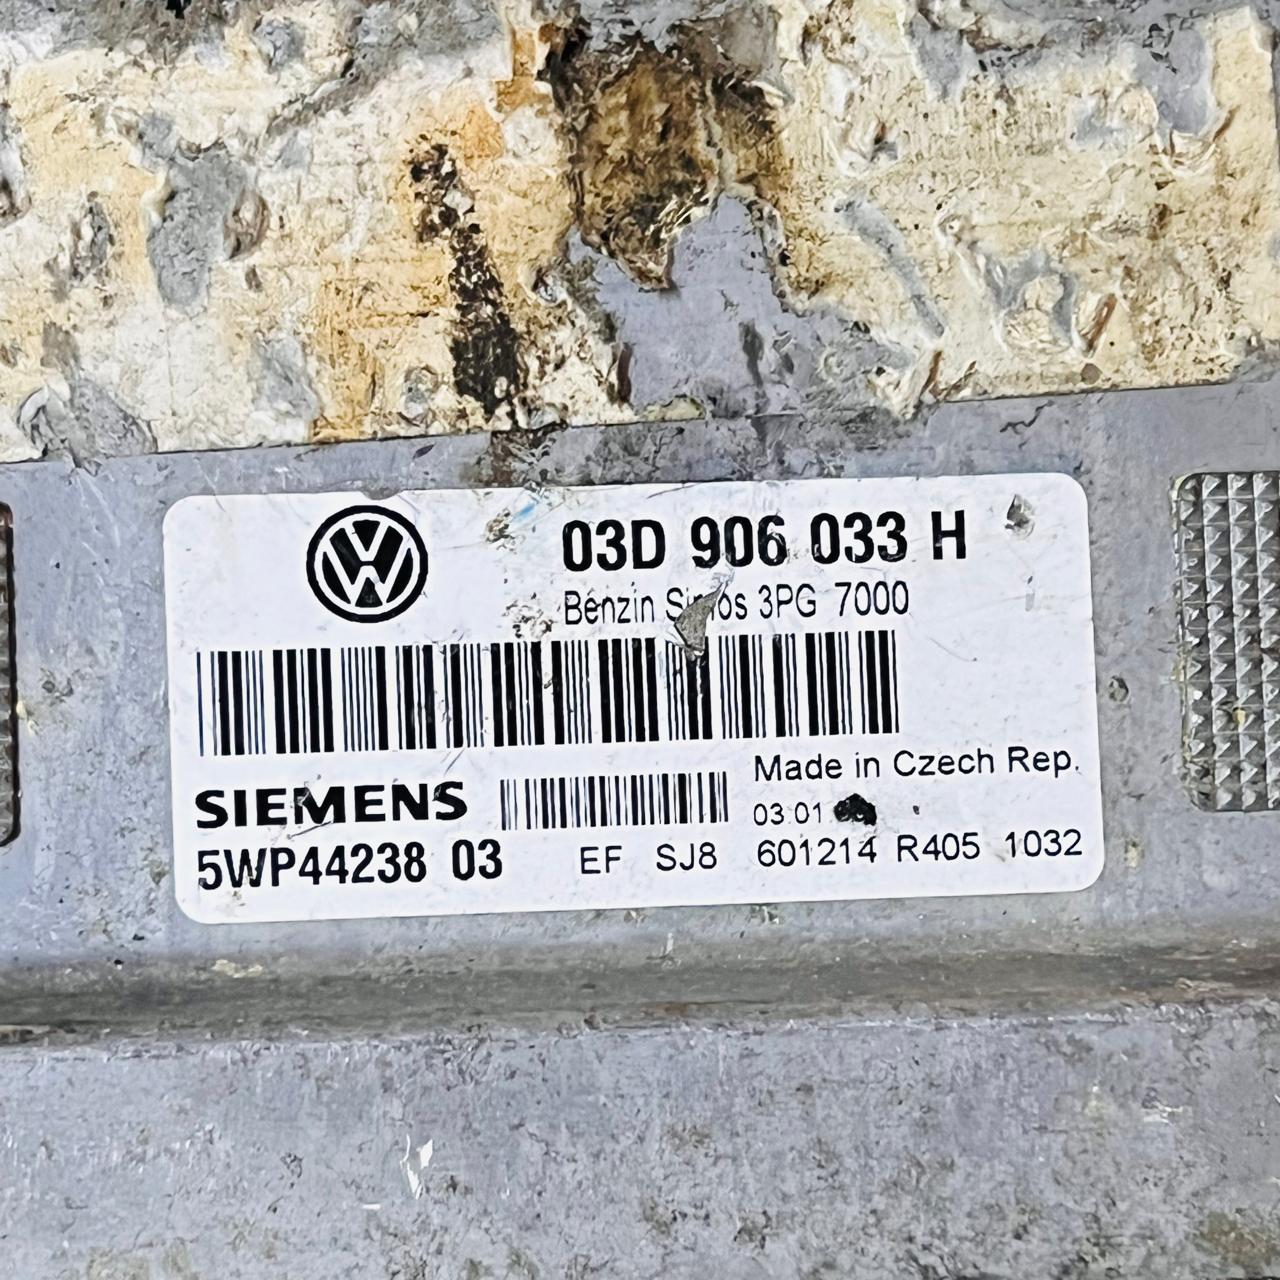 03D 906 033 H
Benzin Simos 3PG 7000
SIEMENS
Made in Czech Rep.
03.01
5WP44238 03
EF SJ8 601214 R405 1032